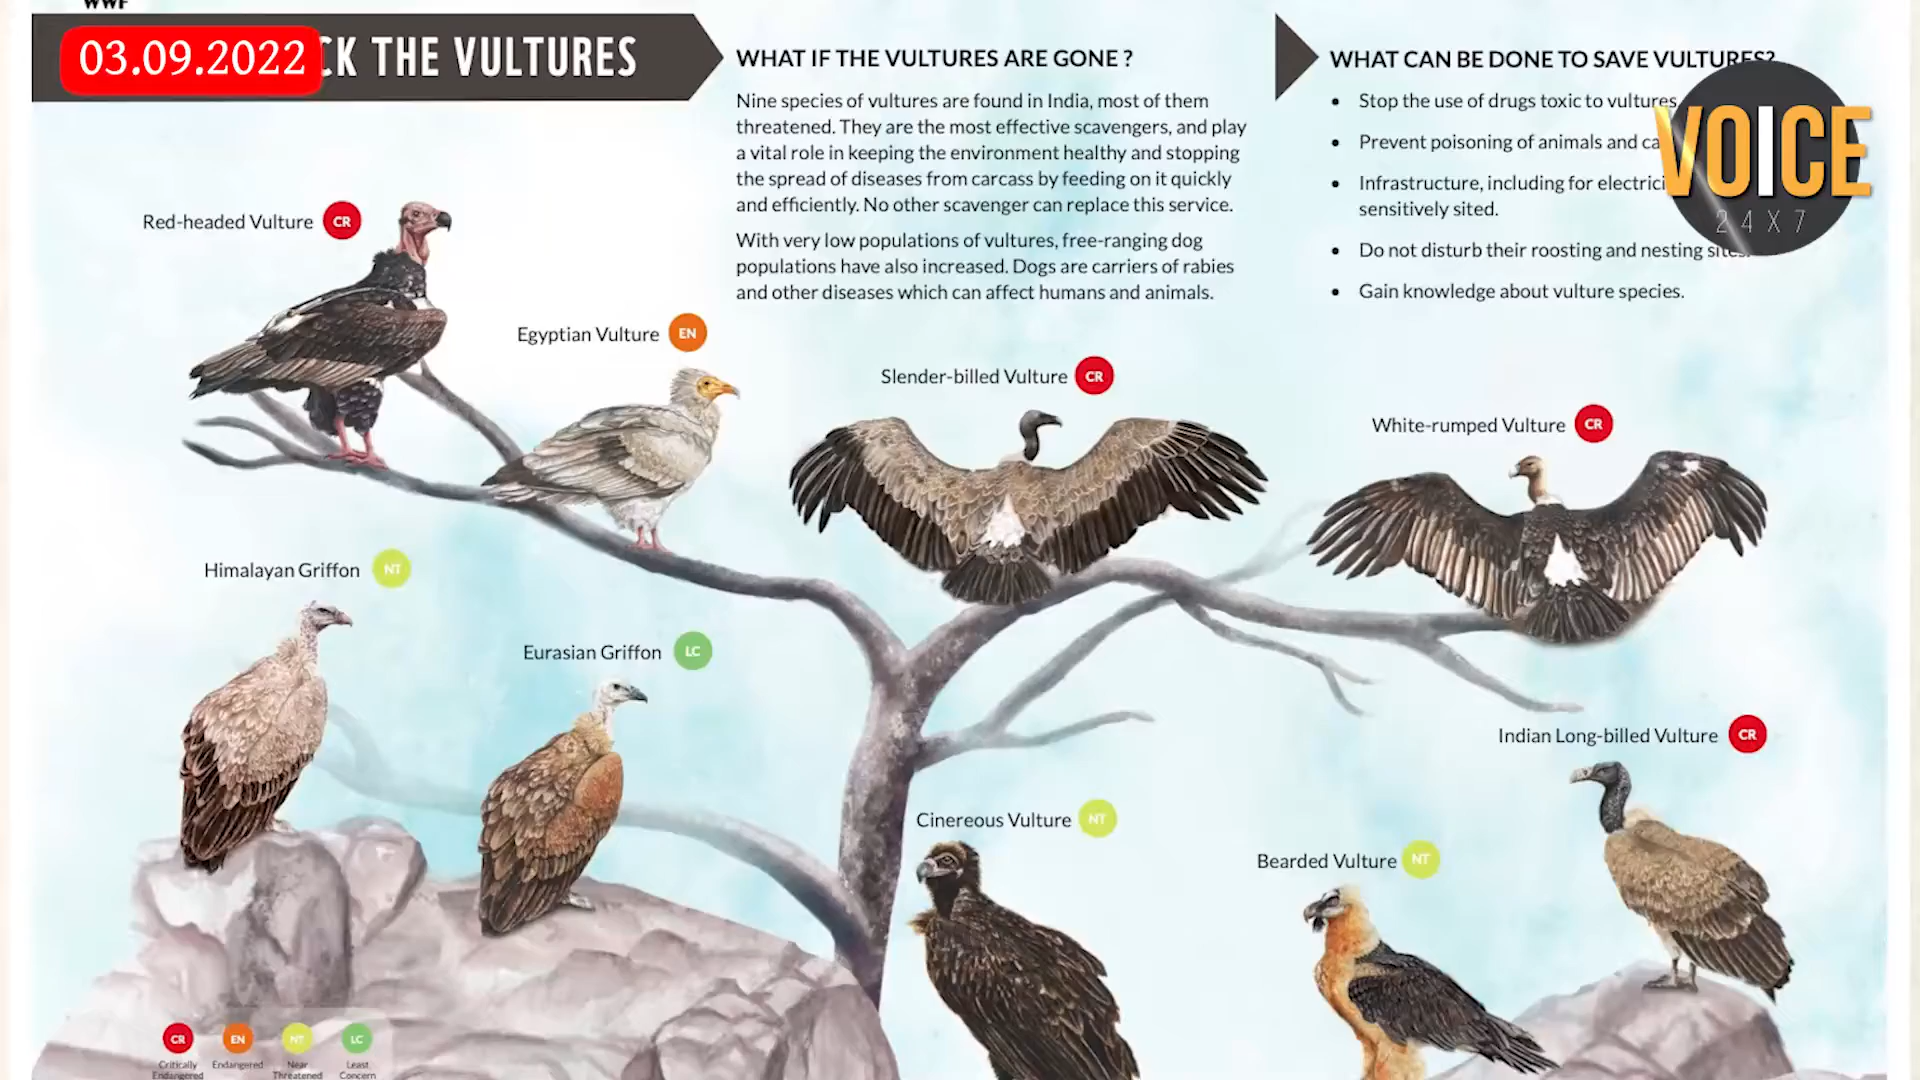 WWF
03.09.2022
CK THE VULTURES
WHAT IF THE VULTURES ARE GONE ?
Nine species of vultures are found in India, most of them
threatened. They are the most effective scavengers, and play
a vital role in keeping the environment healthy and stopping
the spread of diseases from carcass by feeding on it quickly
and efficiently. No other scavenger can replace this service.
With very low populations of vultures, free-ranging dog
populations have also increased. Dogs are carriers of rabies
and other diseases which can affect humans and animals.
WHAT CAN BE DONE TO SAVE VULTURES?
• Stop the use of drugs toxic to vultures
• Prevent poisoning of animals and ca
• Infrastructure, including for electrici
sensitively sited.
• Do not disturb their roosting and nesting sites.
• Gain knowledge about vulture species.
VOICE
24X7
Red-headed Vulture CR
Egyptian Vulture EN
Slender-billed Vulture CR
White-rumped Vulture CR
Himalayan Griffon NT
Eurasian Griffon LC
Indian Long-billed Vulture CR
Cinereous Vulture NT
Bearded Vulture NT
CR EN NT LC
Critically Endangered
Endangered
Near Threatened
Least Concern